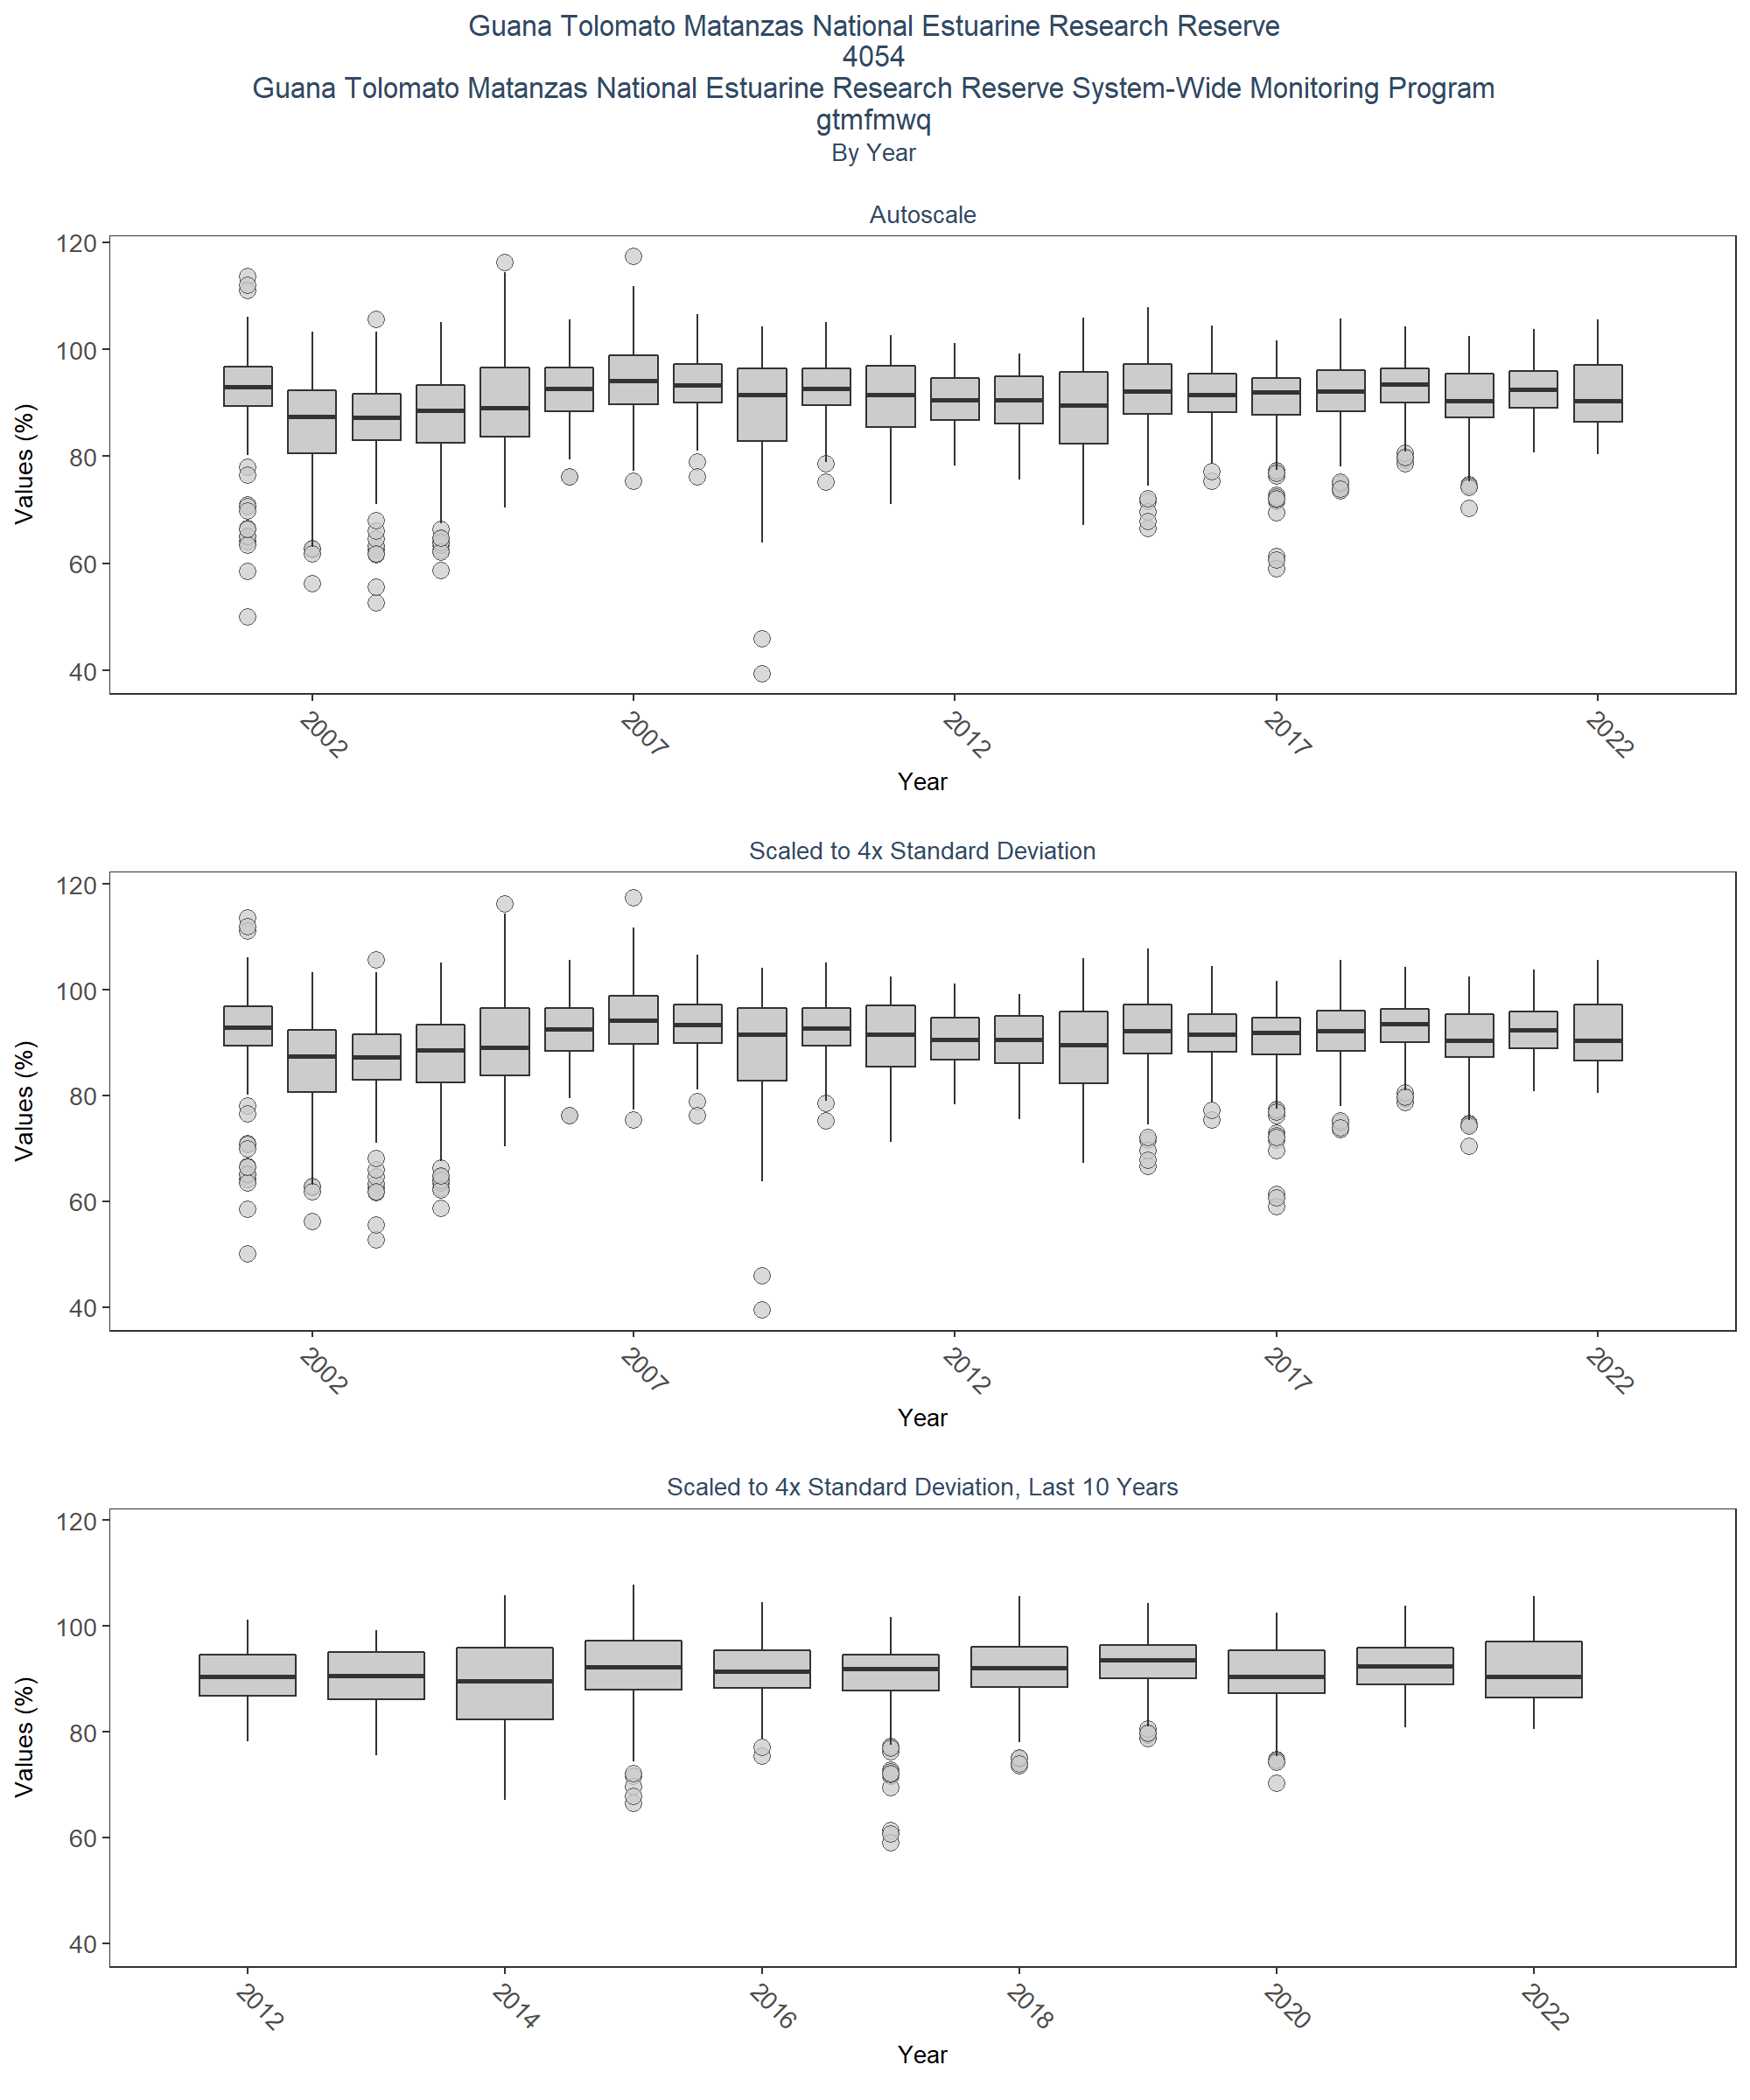 Guana Tolomato Matanzas National Estuarine Research Reserve
4054
Guana Tolomato Matanzas National Estuarine Research Reserve System-Wide Monitoring Program
gtmfmwq
By Year
Autoscale
120
100
80
60
40
Values (%)
2002 2007 2012 2017 2022
Year
Scaled to 4x Standard Deviation
120
100
80
60
40
Values (%)
2002 2007 2012 2017 2022
Year
Scaled to 4x Standard Deviation, Last 10 Years
120
100
80
60
40
Values (%)
2012 2014 2016 2018 2020 2022
Year